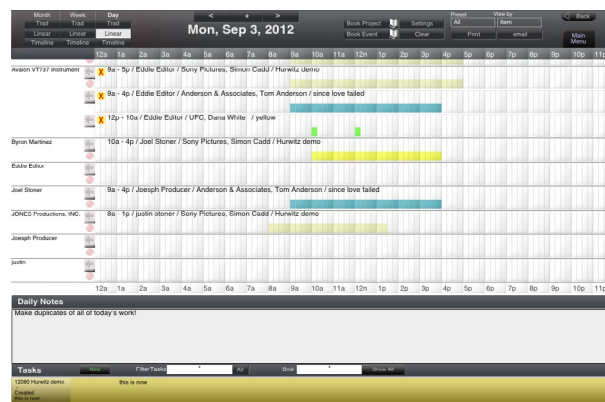 Month Week Day
Trad Trad Trad
Linear Linear Linear
Timeline Timeline Timeline
< * >
Mon, Sep 3, 2012
Book Project Settings
Book Event Clear
Preset View by
All Item
Print email
Back
Main Menu
12a 1a 2a 3a 4a 5a 6a 7a 8a 9a 10a 11a 12n 1p 2p 3p 4p 5p 6p 7p 8p 9p 10p 11p
Avalon VT737 Instrument X 9a - 5p / Eddie Editor / Sony Pictures, Simon Cadd / Hurwitz demo
X 9a - 4p / Eddie Editor / Anderson & Associates, Tom Anderson / since love failed
X 12p - 10a / Eddie Editor / UFC, Dana White / yellow
Byron Martinez 10a - 4p / Joel Stoner / Sony Pictures, Simon Cadd / Hurwitz demo
Eddie Editor
Joel Stoner 9a - 4p / Joesph Producer / Anderson & Associates, Tom Anderson / since love failed
JONES Productions, INC. 8a - 1p / justin stoner / Sony Pictures, Simon Cadd / Hurwitz demo
Joesph Producer
justin
12a 1a 2a 3a 4a 5a 6a 7a 8a 9a 10a 11a 12n 1p 2p 3p 4p 5p 6p 7p 8p 9p 10p 11p
Daily Notes
Make duplicates of all of today's work!
Tasks New Filter Tasks * All Omit * Show All
12080 Hurwitz demo this is now
Created
this is now